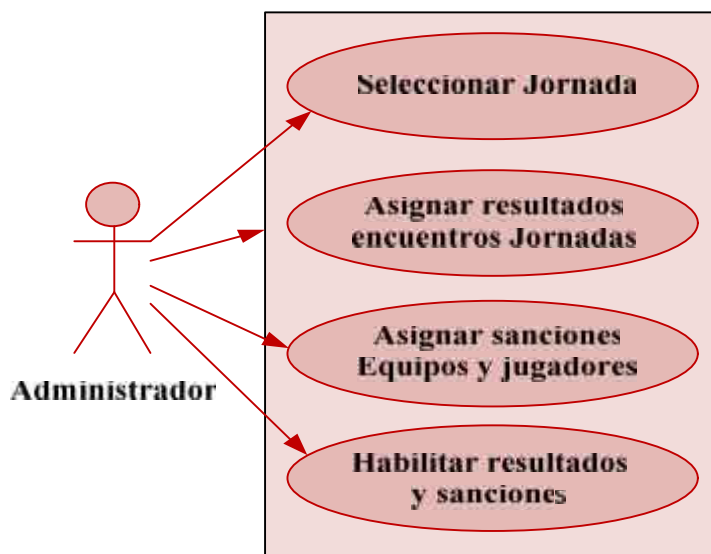 Seleccionar Jornada
Asignar resultados
encuentros Jornadas
Asignar sanciones
Equipos y jugadores
Administrador
Habilitar resultados
y sanciones